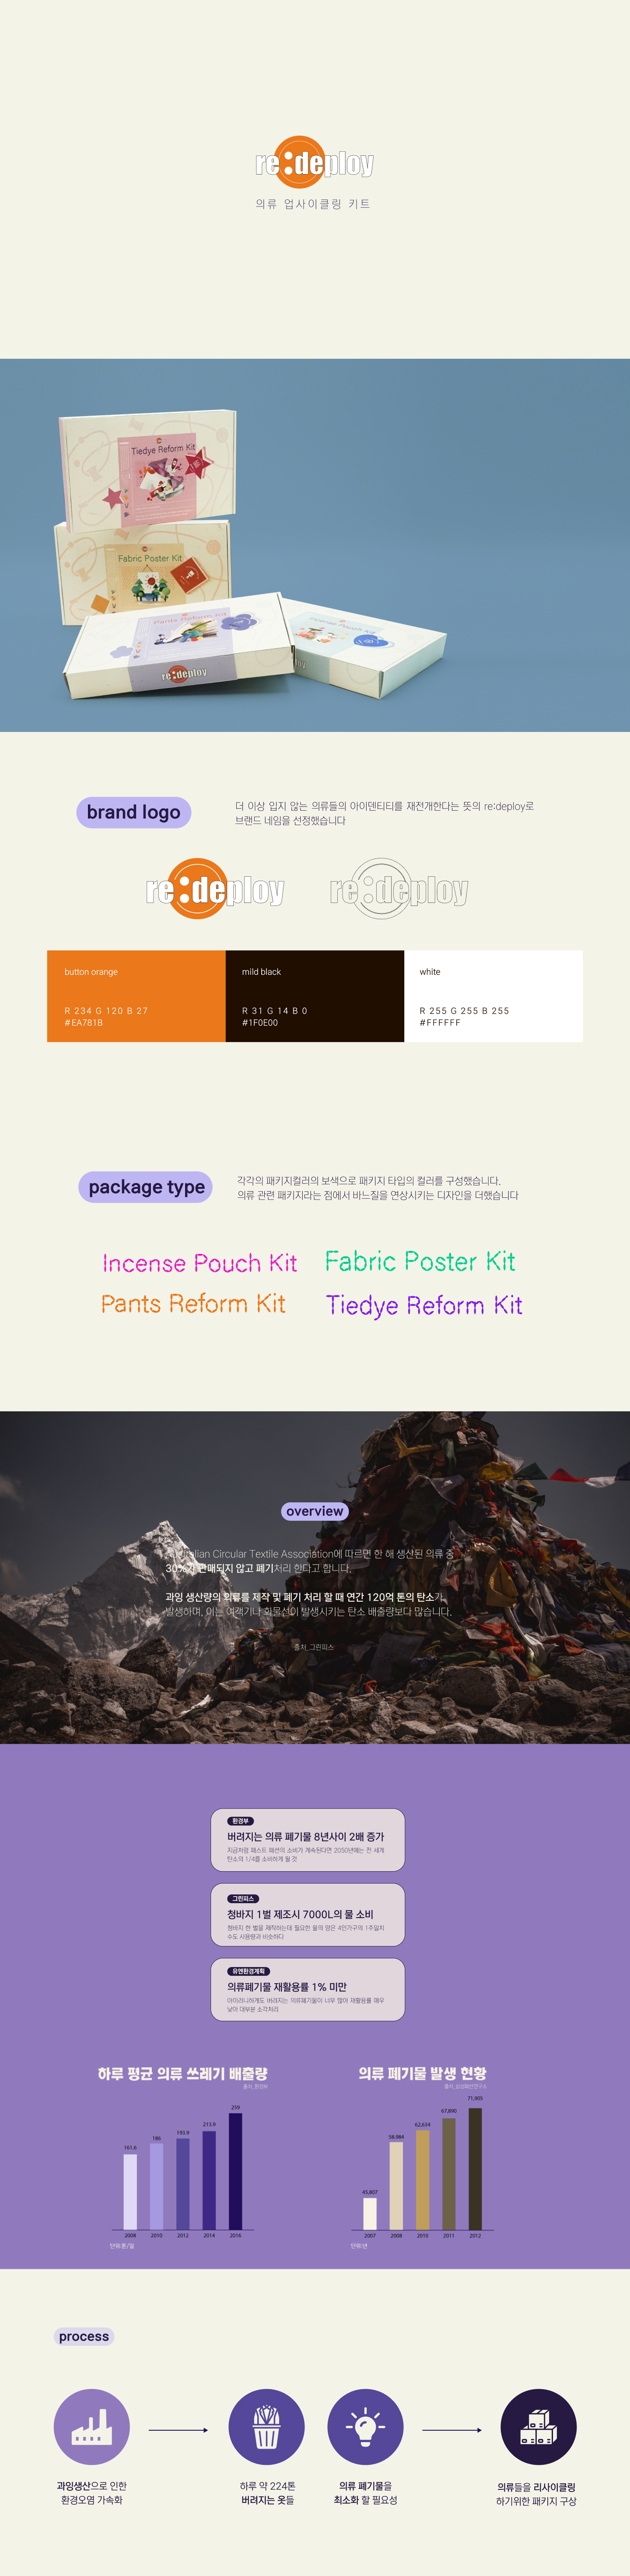 re:deploy
의류 업사이클링 키트
Tiedye Reform Kit
Fabric Poster Kit
Pants Reform Kit
re:deploy
brand logo
더 이상 입지 않는 의류들의 아이덴티티를 재전개한다는 뜻의 re:deploy로
브랜드 네임을 선정했습니다
re:deploy
re:deploy
button orange
R 234 G 120 B 27
#EA781B
mild black
R 31 G 14 B 0
#1F0E00
white
R 255 G 255 B 255
#FFFFFF
package type
각각의 패키지컬러의 보색으로 패키지 타입의 컬러를 구성했습니다.
의류 관련 패키지라는 점에서 바느질을 연상시키는 디자인을 더했습니다
Incense Pouch Kit
Fabric Poster Kit
Pants Reform Kit
Tiedye Reform Kit
overview
Australian Circular Textile Association에 따르면 한 해 생산된 의류 중
30%가 판매되지 않고 폐기처리 한다고 합니다.
과잉 생산량의 의류를 제작 및 폐기 처리 할 때 연간 120억 톤의 탄소가
발생하며, 이는 여객기나 화물선이 발생시키는 탄소 배출량보다 많습니다.
출처_그린피스
환경부
버려지는 의류 폐기물 8년사이 2배 증가
지금처럼 패스트 패션의 소비가 계속된다면 2050년에는 전 세계
탄소의 1/4를 소비하게 될 것
그린피스
청바지 1벌 제조시 7000L의 물 소비
청바지 한 벌을 제작하는데 필요한 물의 양은 4인가구의 1주일치
수도 사용량과 비슷하다
유엔환경계획
의류폐기물 재활용률 1% 미만
아이러니하게도 버려지는 의류폐기물이 너무 많아 재활용률 매우
낮아 대부분 소각처리
하루 평균 의류 쓰레기 배출량
출처_환경부
161.6
186
193.9
213.9
259
2008
2010
2012
2014
2016
단위:톤/일
의류 폐기물 발생 현황
45,807
58,984
62,634
67,890
71,905
2007
2008
2010
2011
2012
단위:년
process
과잉생산으로 인한
환경오염 가속화
하루 약 224톤
버려지는 옷들
의류 폐기물을
최소화 할 필요성
의류들을 리사이클링
하기위한 패키지 구상